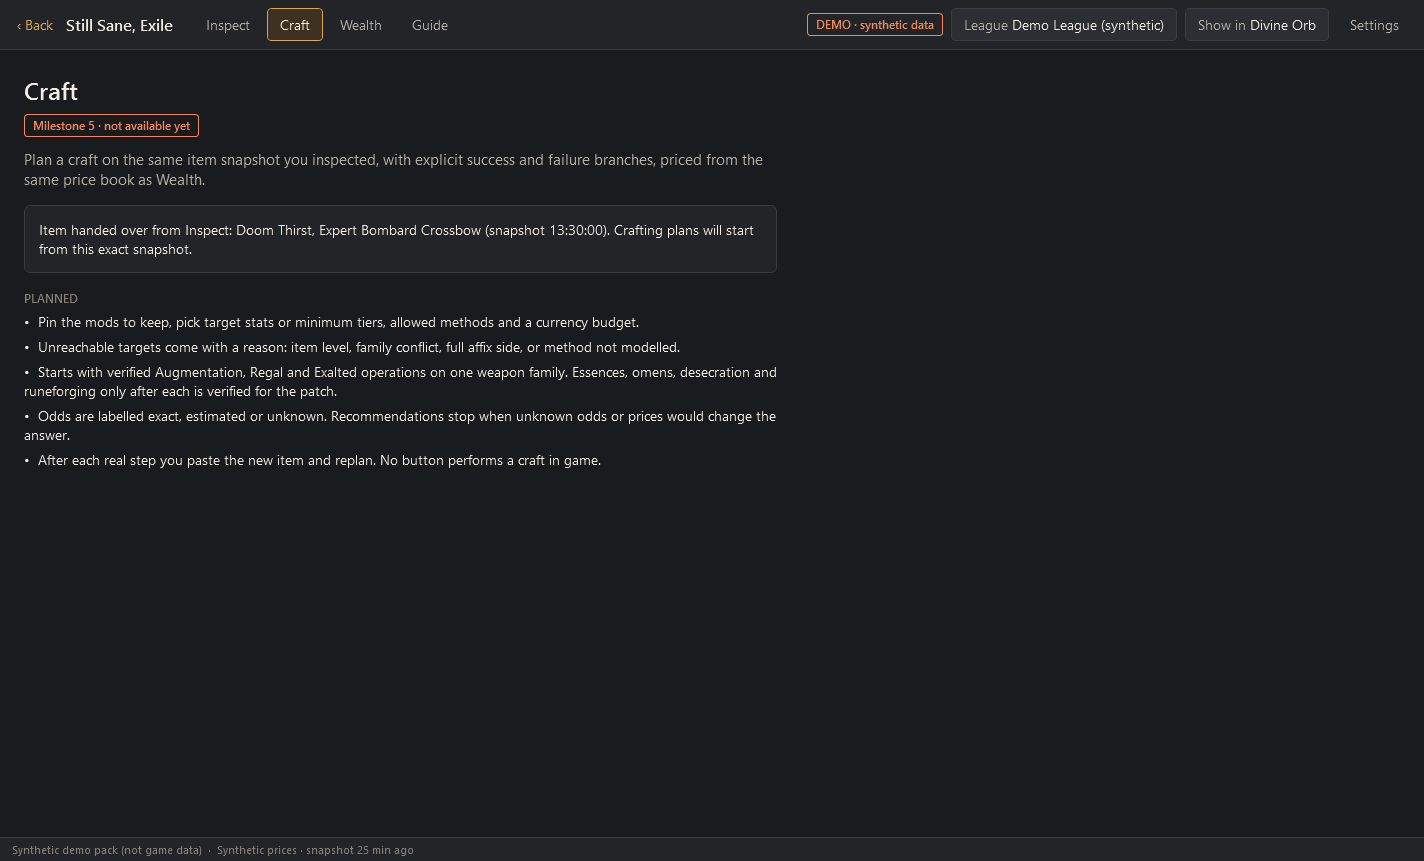 ‹ Back Still Sane, Exile Inspect Craft Wealth Guide DEMO · synthetic data League Demo League (synthetic) Show in Divine Orb Settings
Craft
Milestone 5 · not available yet
Plan a craft on the same item snapshot you inspected, with explicit success and failure branches, priced from the
same price book as Wealth.
Item handed over from Inspect: Doom Thirst, Expert Bombard Crossbow (snapshot 13:30:00). Crafting plans will start
from this exact snapshot.
PLANNED
• Pin the mods to keep, pick target stats or minimum tiers, allowed methods and a currency budget.
• Unreachable targets come with a reason: item level, family conflict, full affix side, or method not modelled.
• Starts with verified Augmentation, Regal and Exalted operations on one weapon family. Essences, omens, desecration and
runeforging only after each is verified for the patch.
• Odds are labelled exact, estimated or unknown. Recommendations stop when unknown odds or prices would change the
answer.
• After each real step you paste the new item and replan. No button performs a craft in game.
Synthetic demo pack (not game data) · Synthetic prices · snapshot 25 min ago